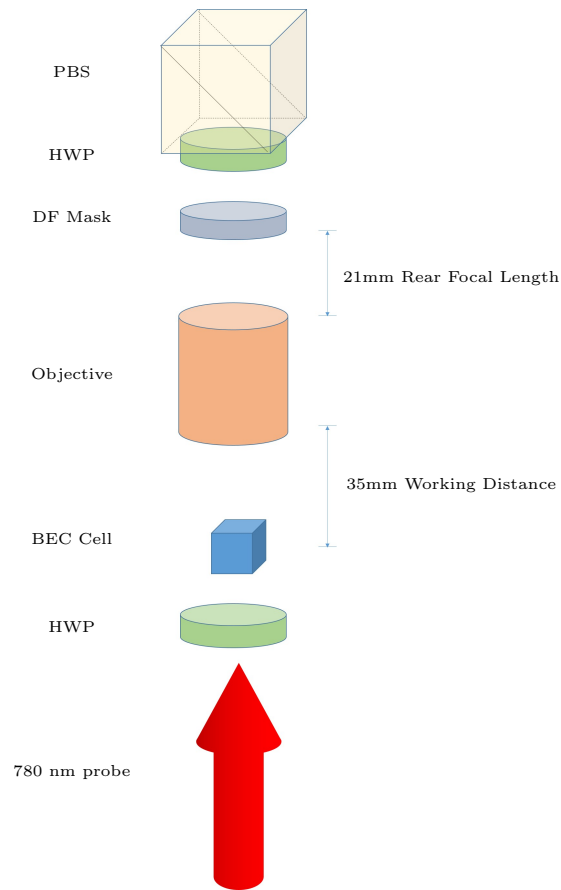 PBS
HWP
DF Mask
21mm Rear Focal Length
Objective
35mm Working Distance
BEC Cell
HWP
780 nm probe